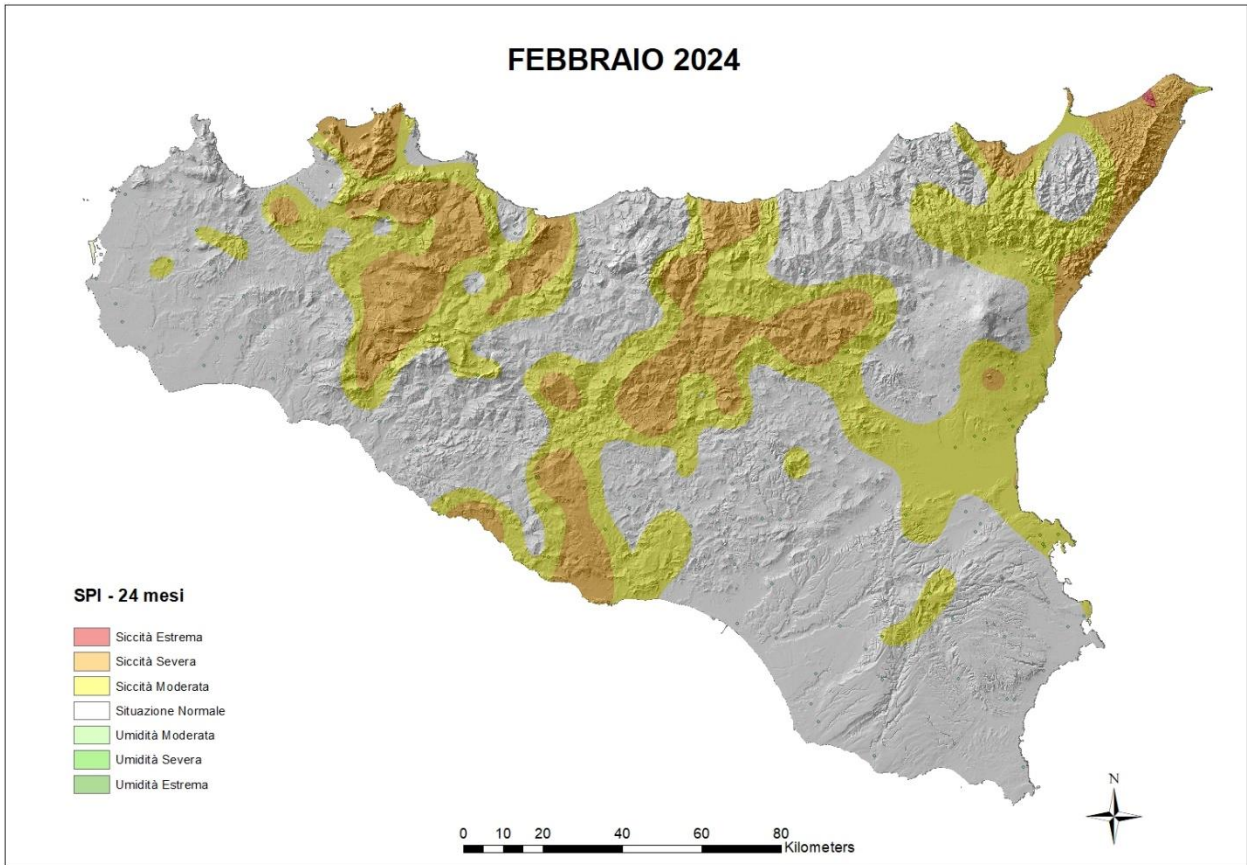 FEBBRAIO 2024
SPI - 24 mesi
Siccità Estrema
Siccità Severa
Siccità Moderata
Situazione Normale
Umidità Moderata
Umidità Severa
Umidità Estrema
N
0 10 20 40 60 80
Kilometers